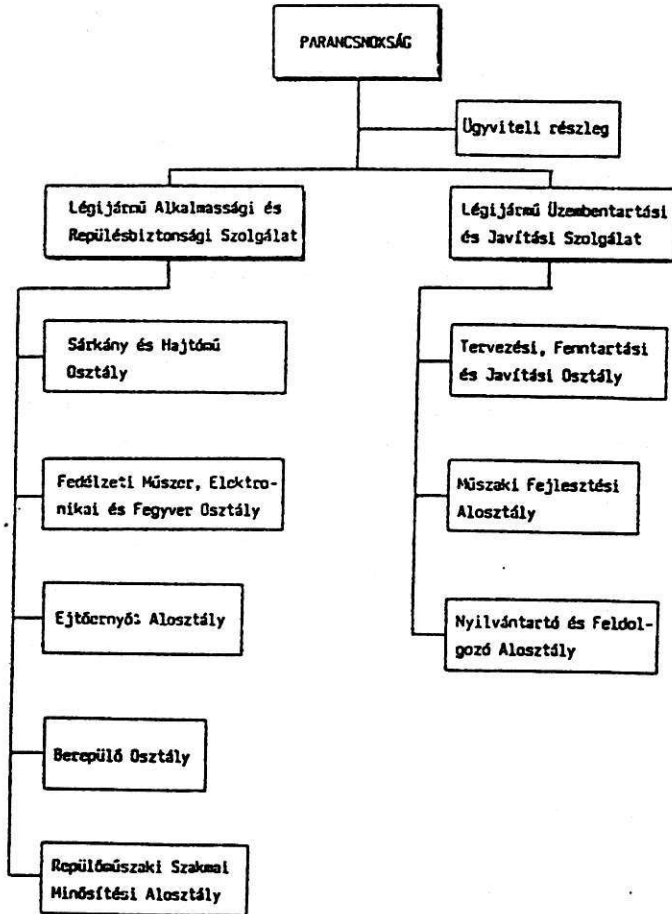 PARANCSNOKSÁG
Ügyviteli részleg
Légijármű Alkalmassági és
Repülésbiztonsági Szolgálat
Légijármű Üzembentartási
és Javítási Szolgálat
Sárkány és Hajtómű
Osztály
Tervezési, Fenntartási
és Javítási Osztály
Fedélzeti Műszer, Elektro-
nikai és Fegyver Osztály
Műszaki Fejlesztési
Alosztály
Ejtőernyős Alosztály
Nyilvántartó és Feldol-
gozó Alosztály
Berepülő Osztály
Repülőműszaki Szakmai
Minősítési Alosztály